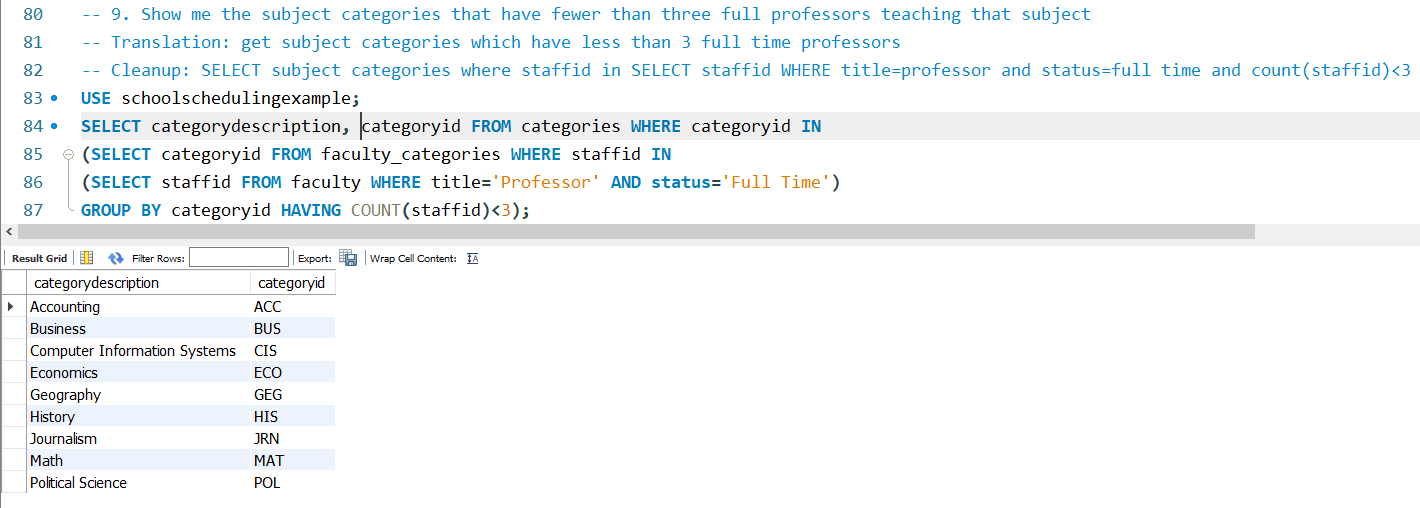 80 -- 9. Show me the subject categories that have fewer than three full professors teaching that subject
81 -- Translation: get subject categories which have less than 3 full time professors
82 -- Cleanup: SELECT subject categories where staffid in SELECT staffid WHERE title=professor and status=full time and count(staffid)<3
83 USE schoolschedulingexample;
84 SELECT categorydescription, categoryid FROM categories WHERE categoryid IN
85 (SELECT categoryid FROM faculty_categories WHERE staffid IN
86 (SELECT staffid FROM faculty WHERE title='Professor' AND status='Full Time')
87 GROUP BY categoryid HAVING COUNT(staffid)<3);
Result Grid Filter Rows: Export: Wrap Cell Content:
categorydescription categoryid
Accounting ACC
Business BUS
Computer Information Systems CIS
Economics ECO
Geography GEG
History HIS
Journalism JRN
Math MAT
Political Science POL